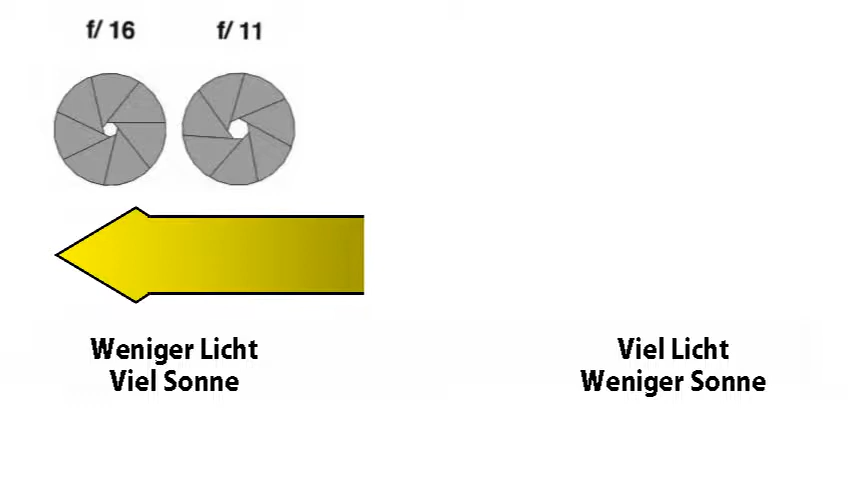 f/ 16 f/ 11
Weniger Licht
Viel Sonne
Viel Licht
Weniger Sonne